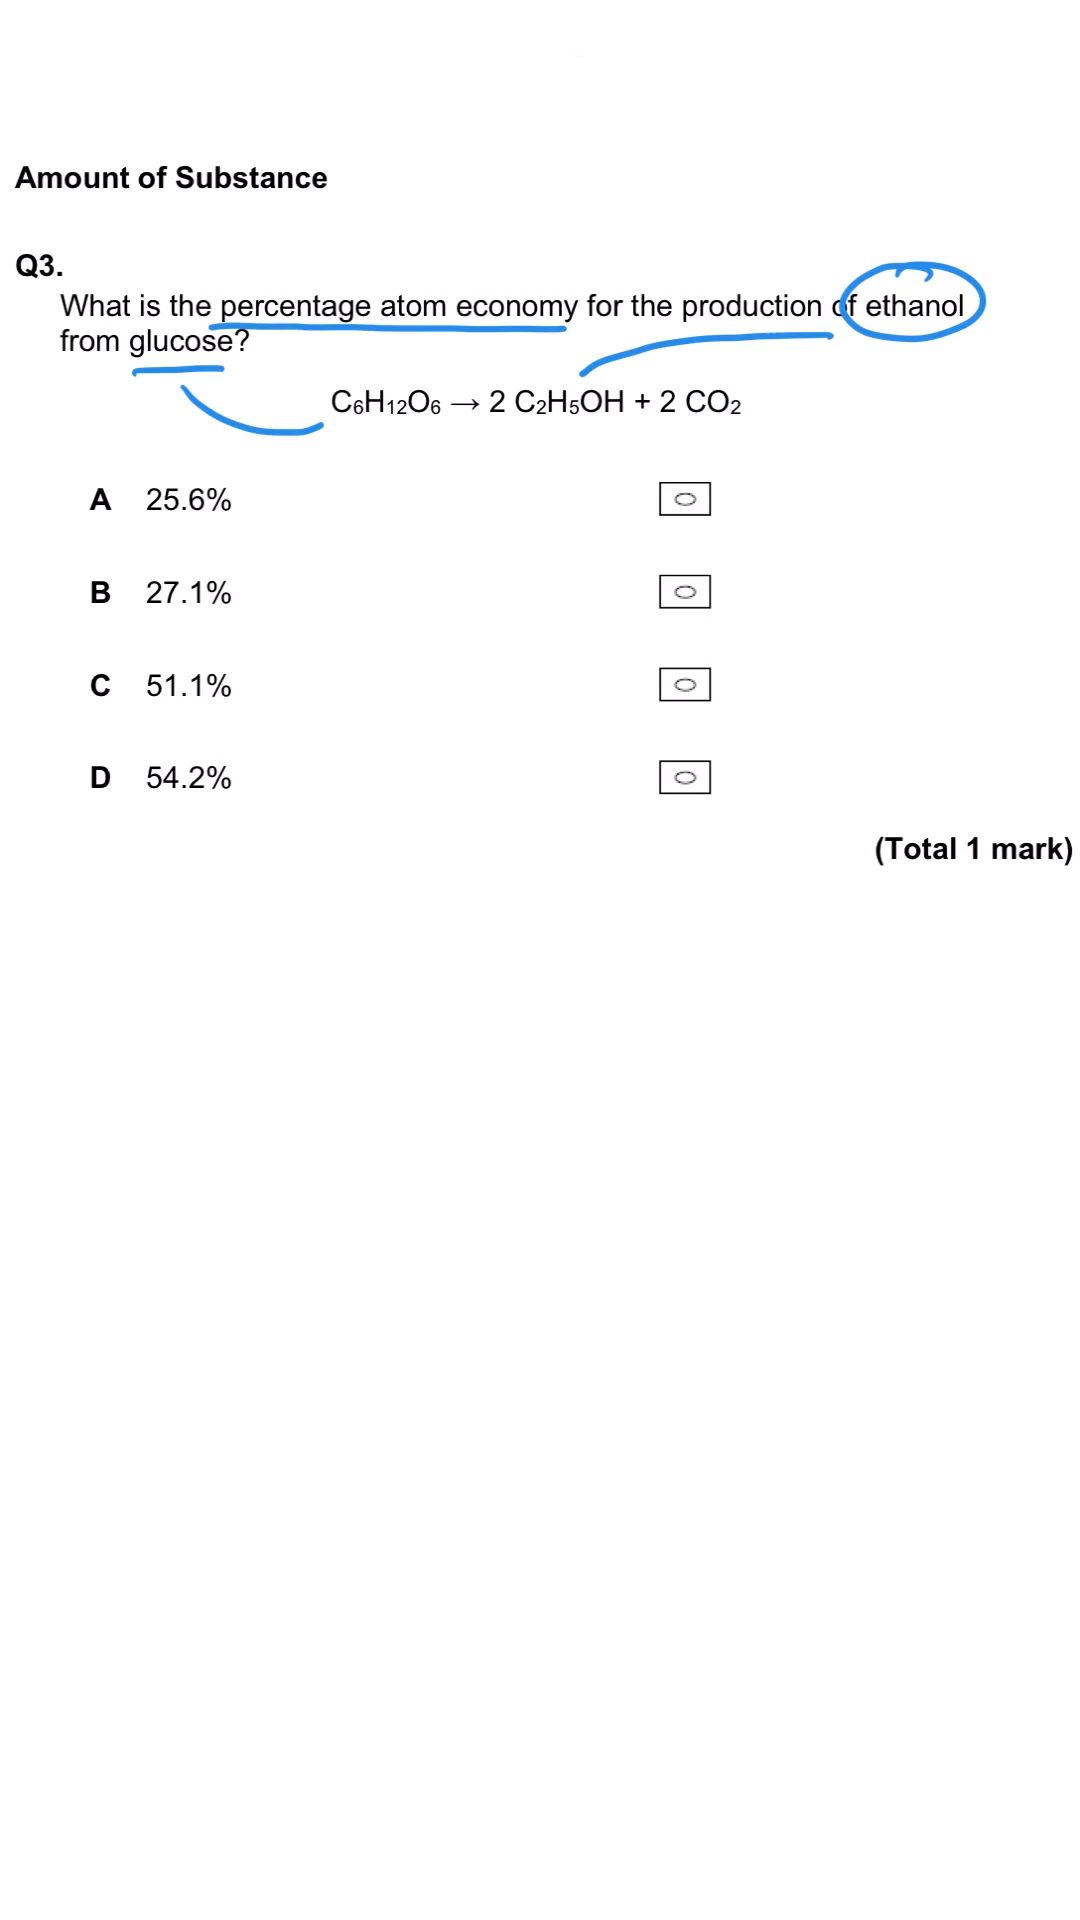 Amount of Substance
Q3.
What is the percentage atom economy for the production of ethanol
from glucose?
C₆H₁₂O₆ → 2 C₂H₅OH + 2 CO₂
A 25.6%
B 27.1%
C 51.1%
D 54.2%
(Total 1 mark)